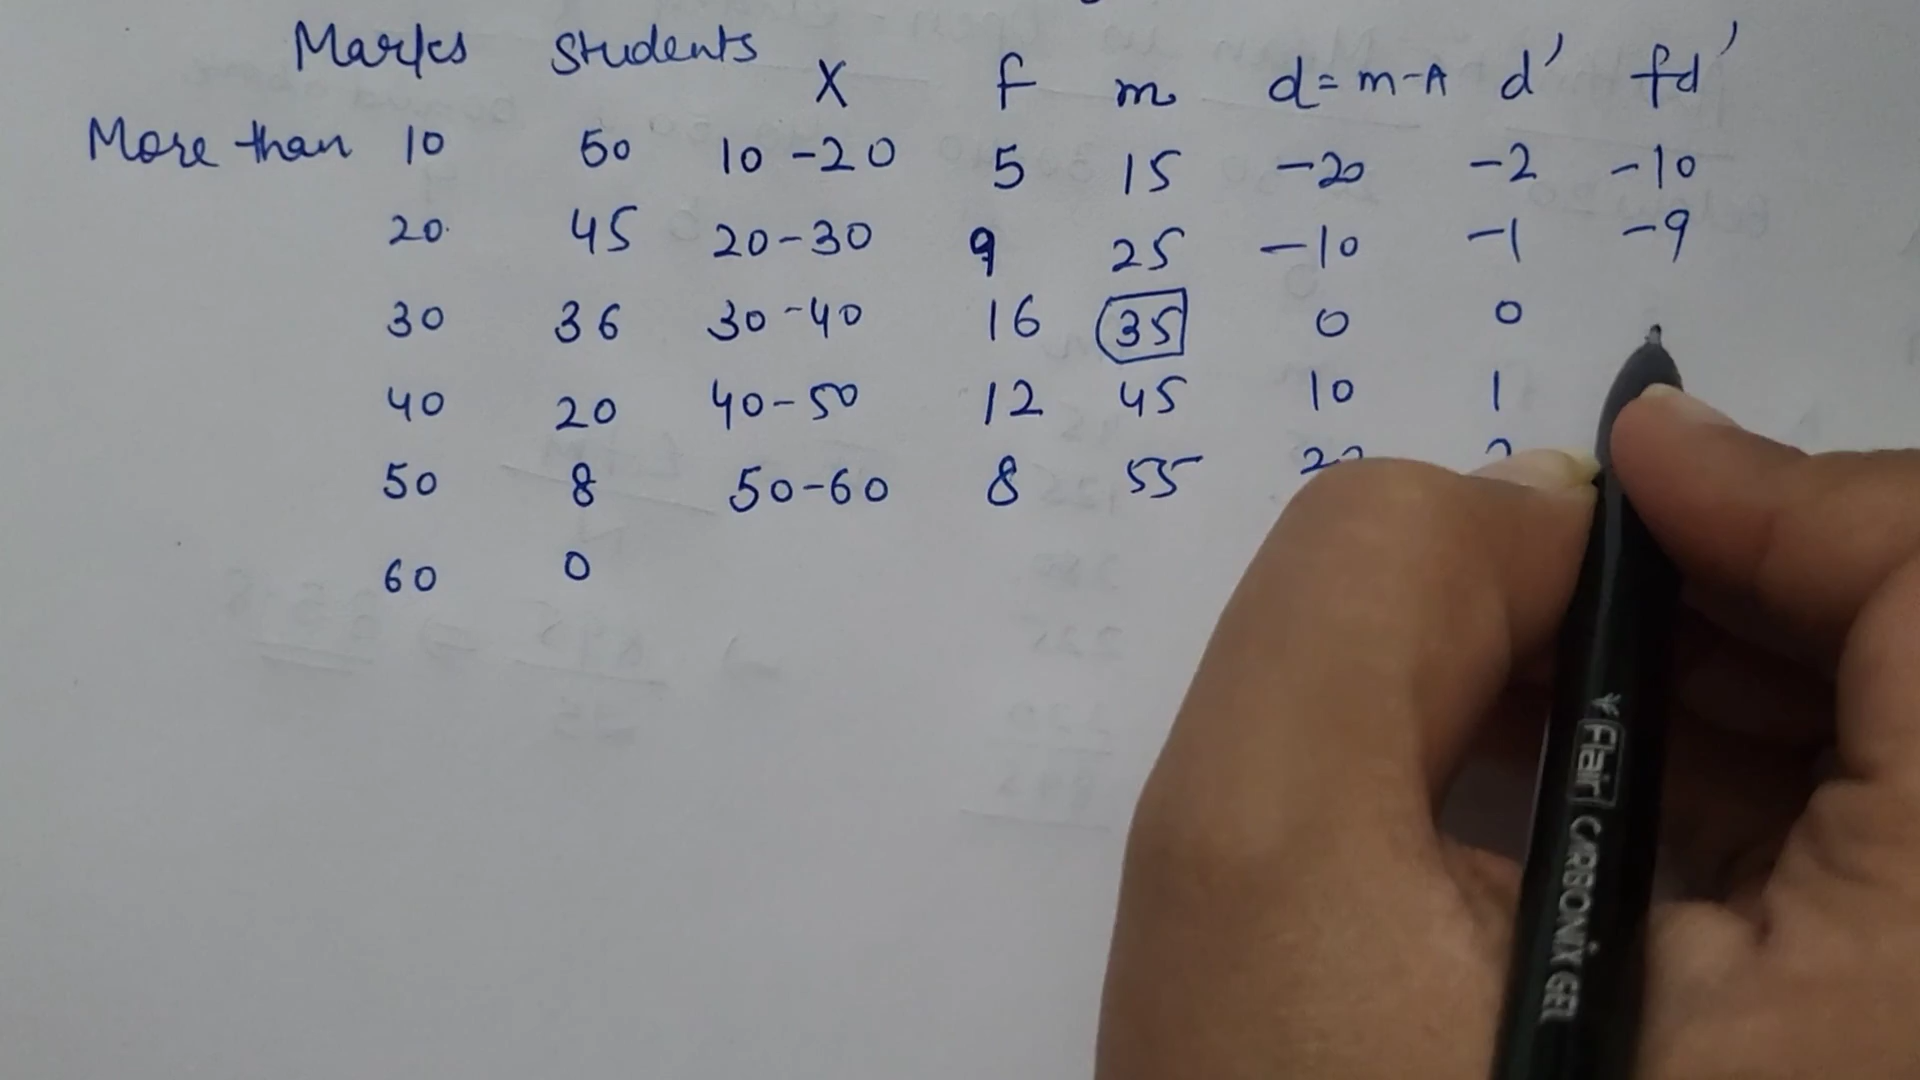 Marks Students X f m d = m-A d' fd'
More than 10 50 10-20 5 15 -20 -2 -10
20 45 20-30 9 25 -10 -1 -9
30 36 30-40 16 35 0 0
40 20 40-50 12 45 10 1
50 8 50-60 8 55 20 2
60 0
Flair CARBONIX GEL